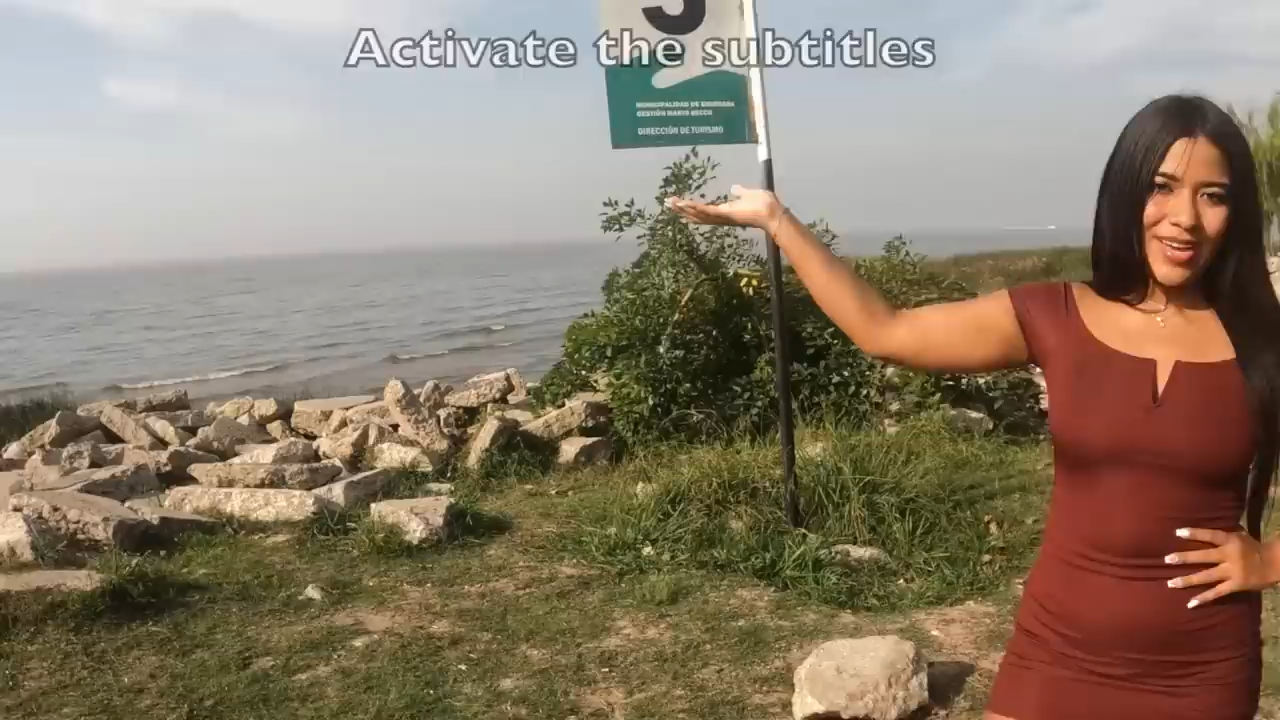 Activate the subtitles
MUNICIPALIDAD DE ENSENADA
GESTIÓN MARIO SECCO
DIRECCIÓN DE TURISMO